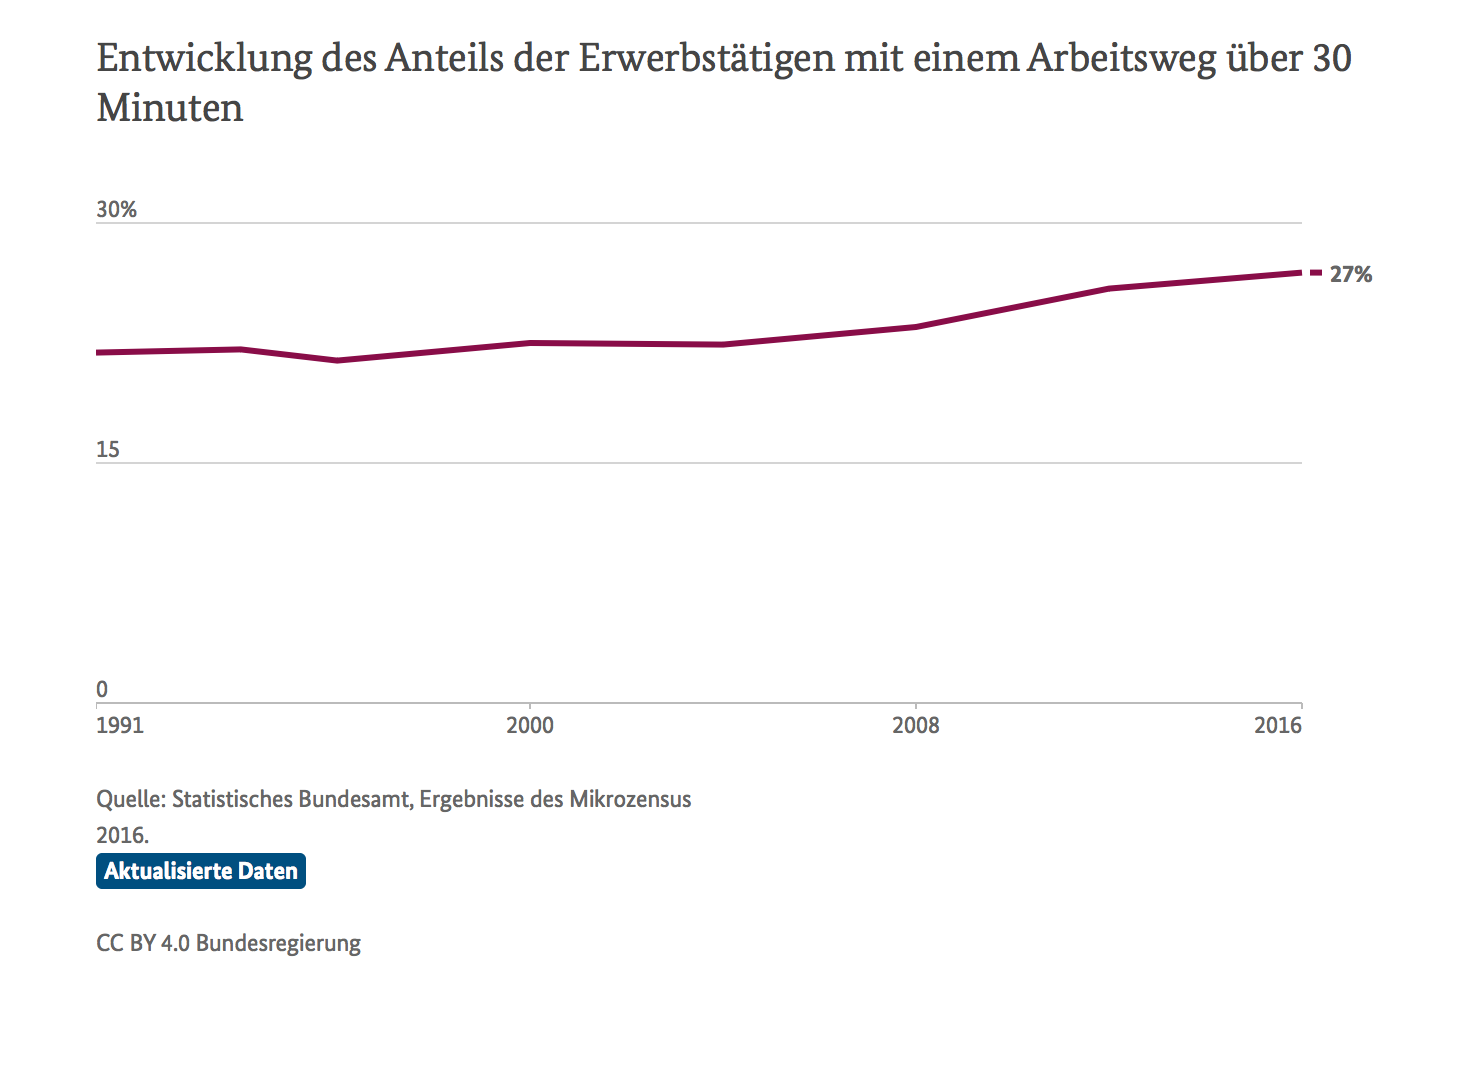 Entwicklung des Anteils der Erwerbstätigen mit einem Arbeitsweg über 30
Minuten
30%
27%
15
0
1991
2000
2008
2016
Quelle: Statistisches Bundesamt, Ergebnisse des Mikrozensus
2016.
Aktualisierte Daten
CC BY 4.0 Bundesregierung